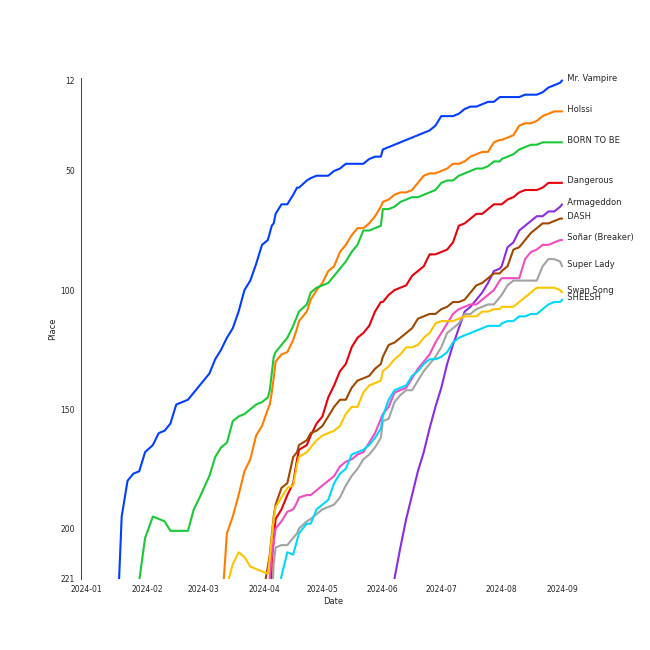 12
Mr. Vampire
Holssi
BORN TO BE
50
Dangerous
Armageddon
DASH
Soñar (Breaker)
Super Lady
100
Swan Song
SHEESH
Place
150
200
221
2024-01
2024-02
2024-03
2024-04
2024-05
2024-06
2024-07
2024-08
2024-09
Date